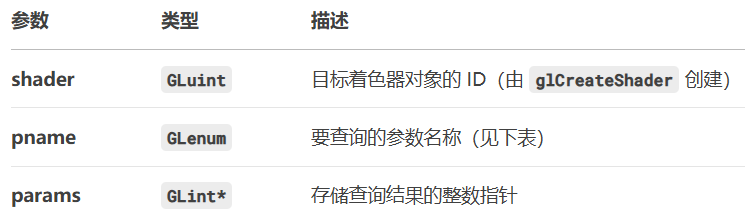 参数 类型 描述
shader GLuint 目标着色器对象的 ID（由 glCreateShader 创建）
pname GLenum 要查询的参数名称（见下表）
params GLint* 存储查询结果的整数指针